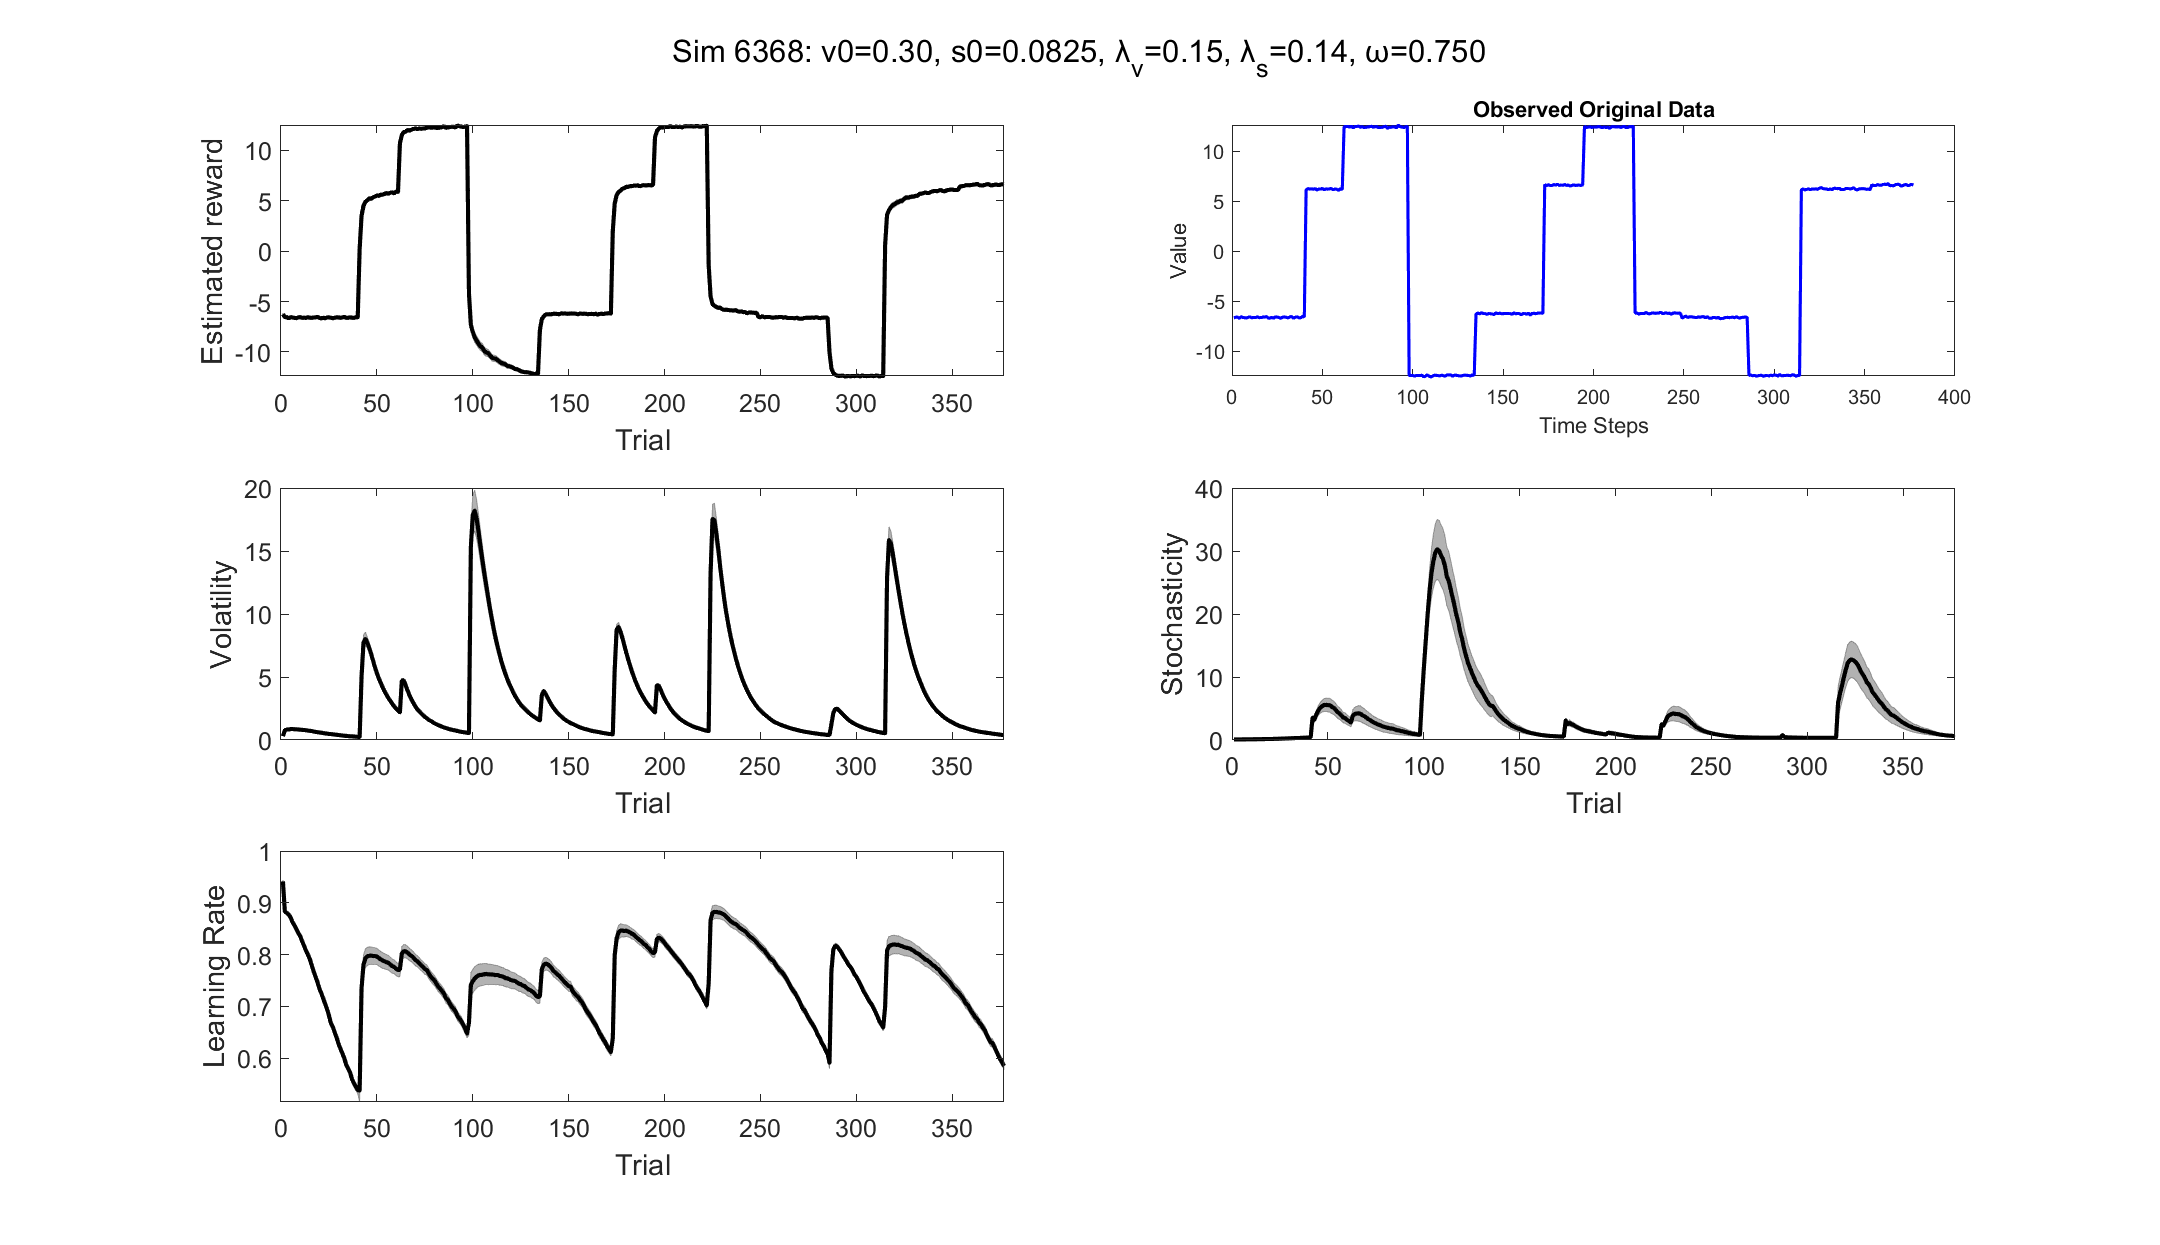 Sim 6368: v0=0.30, s0=0.0825, λv=0.15, λs=0.14, ω=0.750
Estimated reward
10
5
0
-5
-10
0 50 100 150 200 250 300 350
Trial
Observed Original Data
Value
10
5
0
-5
-10
0 50 100 150 200 250 300 350 400
Time Steps
Volatility
20
15
10
5
0
0 50 100 150 200 250 300 350
Trial
Stochasticity
40
30
20
10
0
0 50 100 150 200 250 300 350
Trial
Learning Rate
1
0.9
0.8
0.7
0.6
0 50 100 150 200 250 300 350
Trial